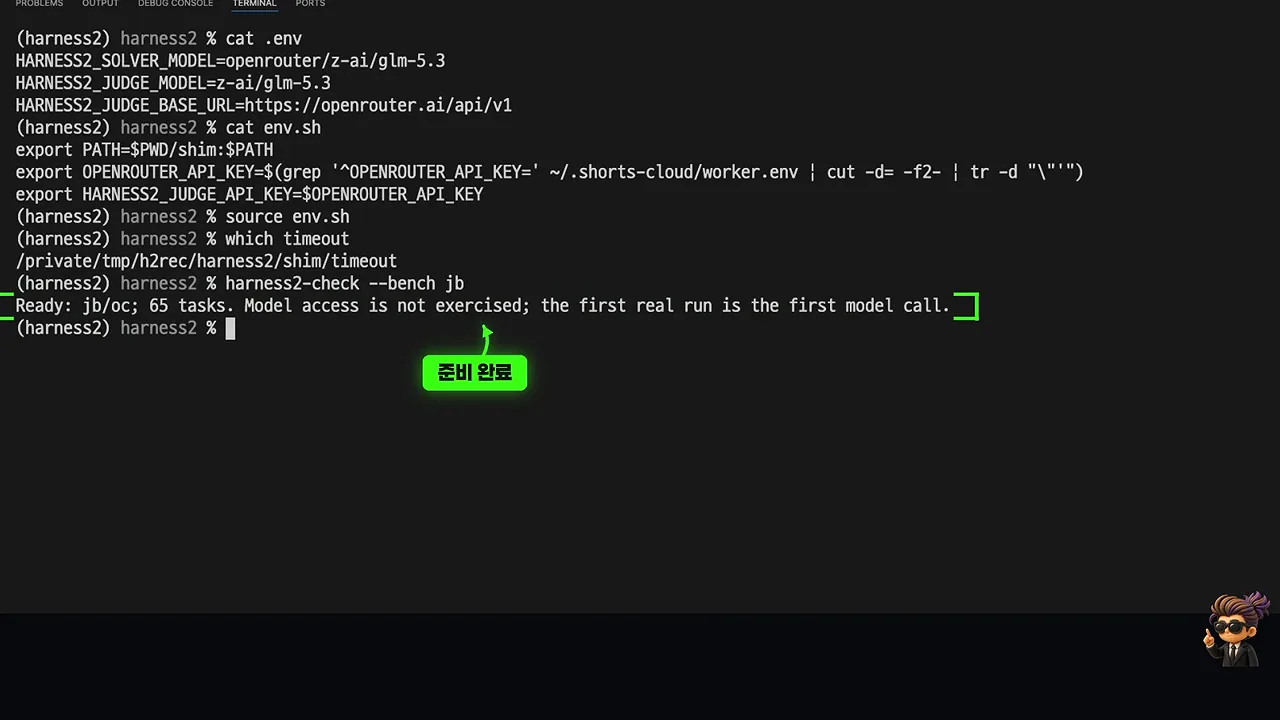 PROBLEMS OUTPUT DEBUG CONSOLE TERMINAL PORTS
(harness2) harness2 % cat .env
HARNESS2_SOLVER_MODEL=openrouter/z-ai/glm-5.3
HARNESS2_JUDGE_MODEL=z-ai/glm-5.3
HARNESS2_JUDGE_BASE_URL=https://openrouter.ai/api/v1
(harness2) harness2 % cat env.sh
export PATH=$PWD/shim:$PATH
export OPENROUTER_API_KEY=$(grep '^OPENROUTER_API_KEY=' ~/.shorts-cloud/worker.env | cut -d= -f2- | tr -d "\"'")
export HARNESS2_JUDGE_API_KEY=$OPENROUTER_API_KEY
(harness2) harness2 % source env.sh
(harness2) harness2 % which timeout
/private/tmp/h2rec/harness2/shim/timeout
(harness2) harness2 % harness2-check --bench jb
Ready: jb/oc; 65 tasks. Model access is not exercised; the first real run is the first model call.
(harness2) harness2 %
준비 완료